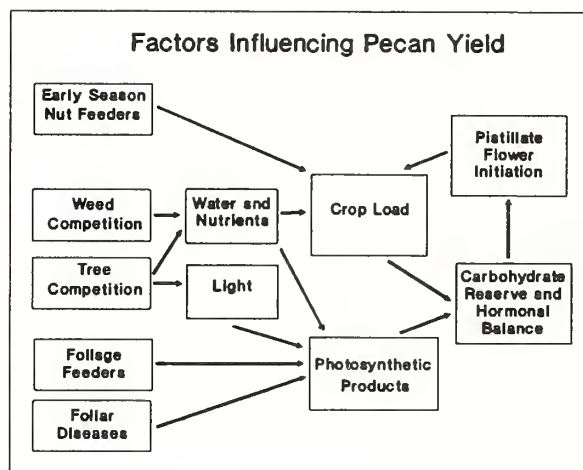 Factors Influencing Pecan Yield
Early Season
Nut Feeders
Pistillate
Flower
Initiation
Weed
Competition
Water and
Nutrients
Crop Load
Tree
Competition
Light
Carbohydrate
Reserve and
Hormonal
Balance
Foliage
Feeders
Photosynthetic
Products
Foliar
Diseases